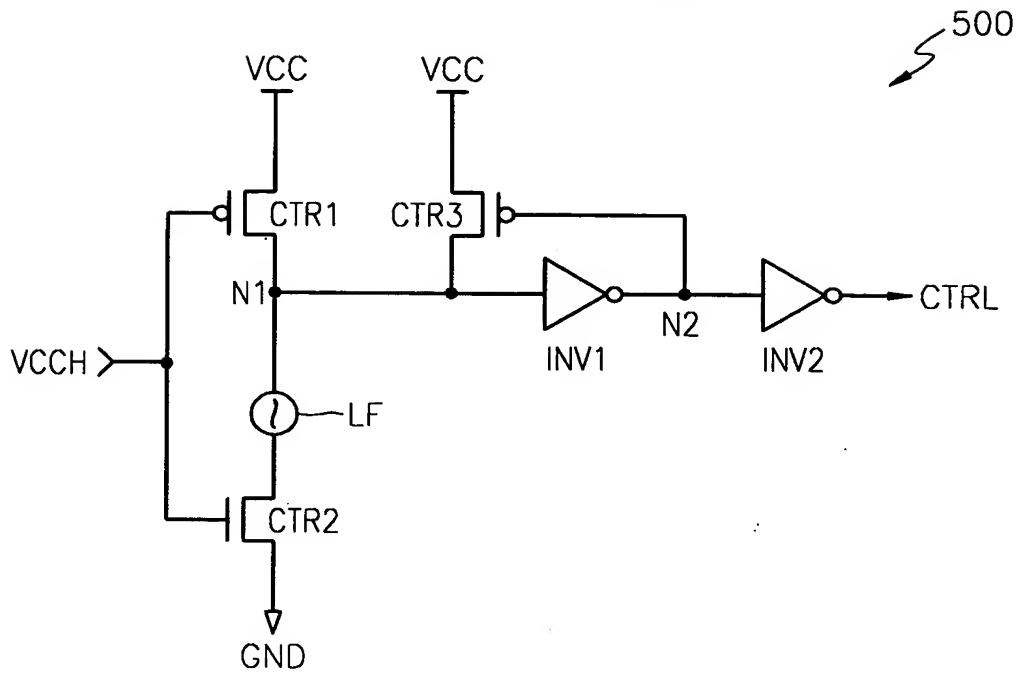 500
VCC
VCC
CTR1
CTR3
N1
N2
CTRL
VCCH
INV1
INV2
LF
CTR2
GND